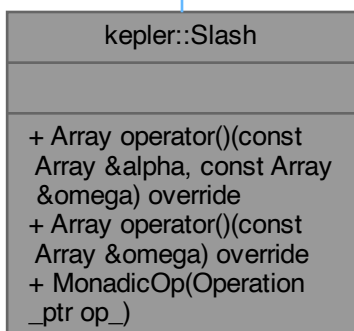 kepler::Slash
+ Array operator()(const
Array &alpha, const Array
&omega) override
+ Array operator()(const
Array &omega) override
+ MonadicOp(Operation
_ptr op_)